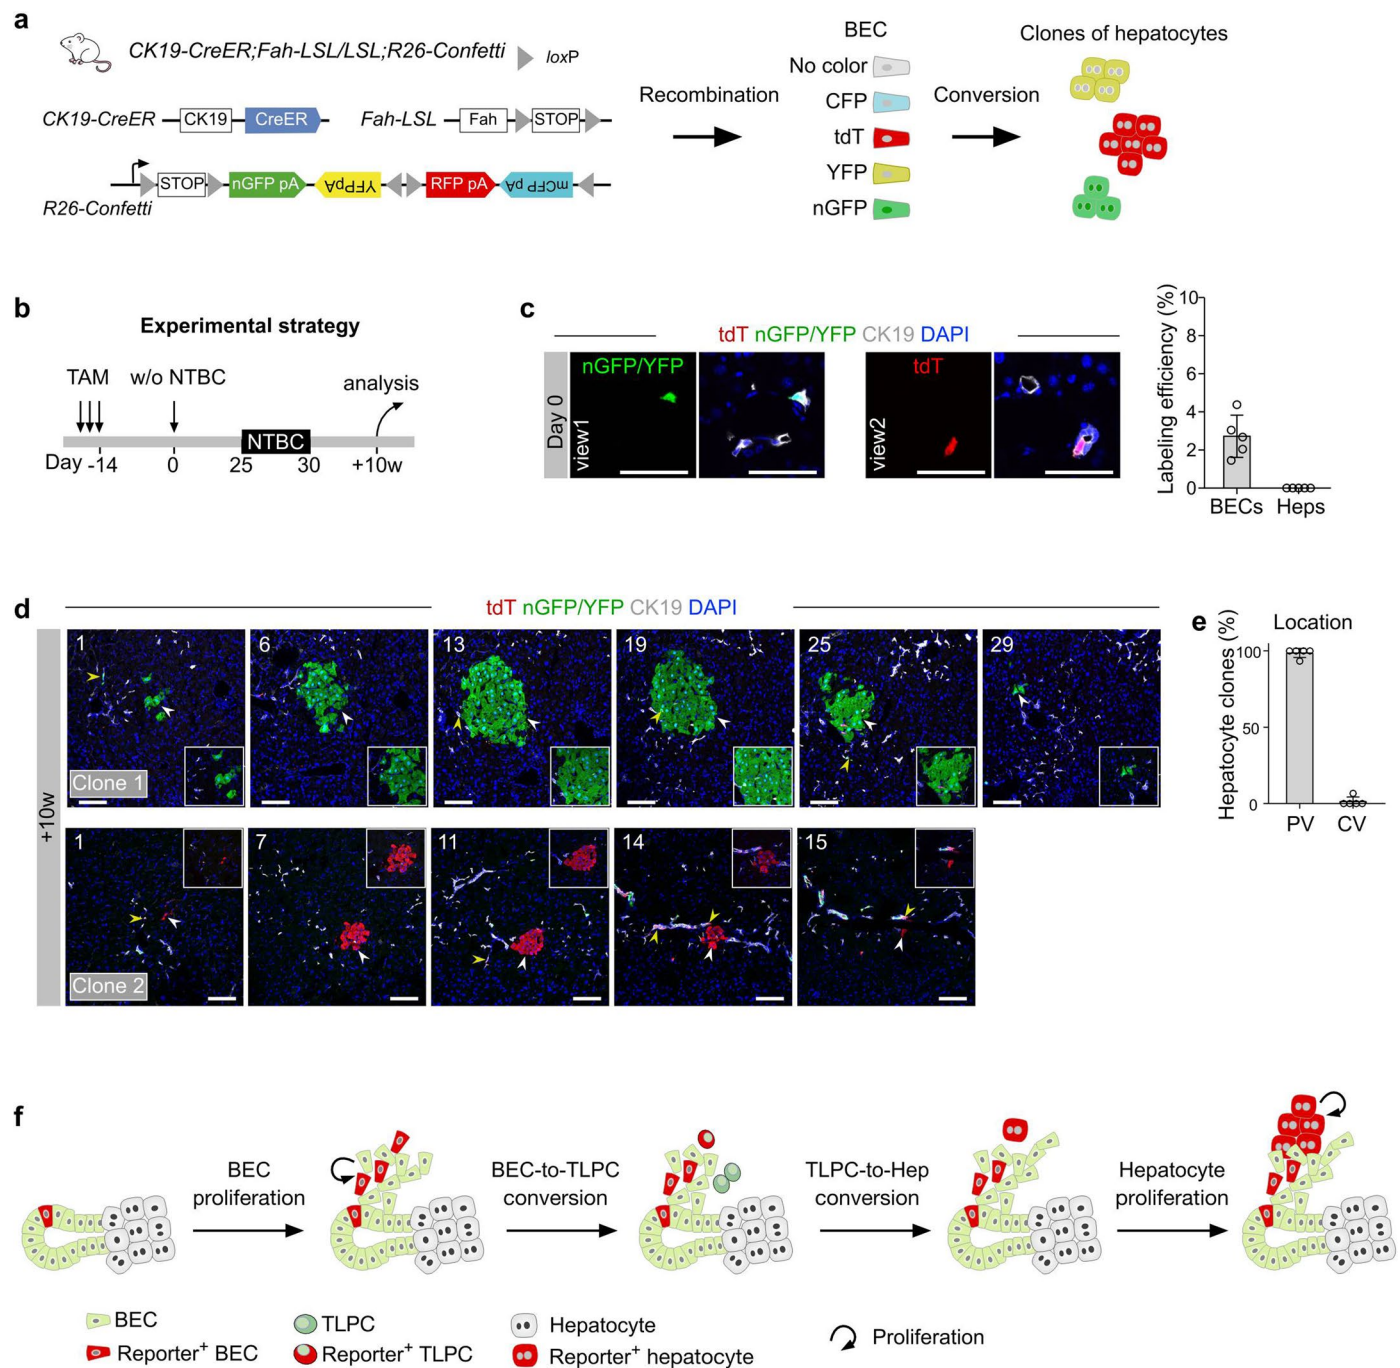 a
CK19-CreER;Fah-LSL/LSL;R26-Confetti loxP
CK19-CreER CK19 CreER Fah-LSL Fah STOP
STOP nGFP pA YFPpA RFP pA mCFP pA
R26-Confetti
Recombination
BEC
No color
CFP
tdT
YFP
nGFP
Conversion
Clones of hepatocytes
b
Experimental strategy
TAM w/o NTBC analysis
NTBC
Day -14 0 25 30 +10w
c
tdT nGFP/YFP CK19 DAPI
Day 0
nGFP/YFP
view1
tdT
view2
Labeling efficiency (%)
10
8
6
4
2
0
BECs Heps
d
tdT nGFP/YFP CK19 DAPI
+10w
1 6 13 19 25 29
Clone 1
1 7 11 14 15
Clone 2
e
Location
Hepatocyte clones (%)
100
50
0
PV CV
f
BEC
proliferation
BEC-to-TLPC
conversion
TLPC-to-Hep
conversion
Hepatocyte
proliferation
BEC TLPC Hepatocyte Proliferation
Reporter+ BEC Reporter+ TLPC Reporter+ hepatocyte